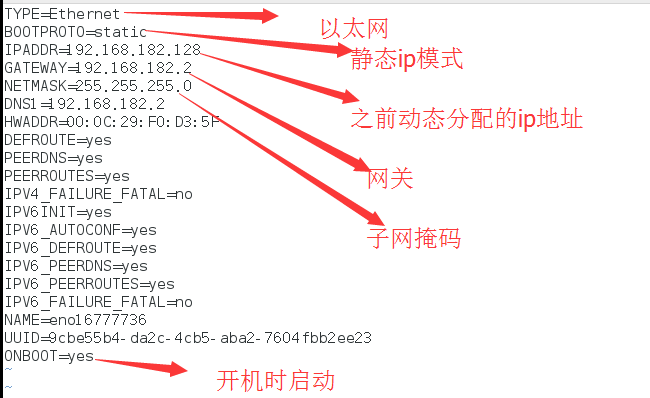 TYPE=Ethernet
以太网
BOOTPROTO=static
静态ip模式
IPADDR=192.168.182.128
之前动态分配的ip地址
GATEWAY=192.168.182.2
网关
NETMASK=255.255.255.0
子网掩码
DNS1=192.168.182.2
HWADDR=00:0C:29:F0:D3:5F
DEFROUTE=yes
PEERDNS=yes
PEERROUTES=yes
IPV4_FAILURE_FATAL=no
IPV6INIT=yes
IPV6_AUTOCONF=yes
IPV6_DEFROUTE=yes
IPV6_PEERDNS=yes
IPV6_PEERROUTES=yes
IPV6_FAILURE_FATAL=no
NAME=eno16777736
UUID=9cbe55b4-da2c-4cb5-aba2-7604fbb2ee23
ONBOOT=yes
开机时启动
~
~